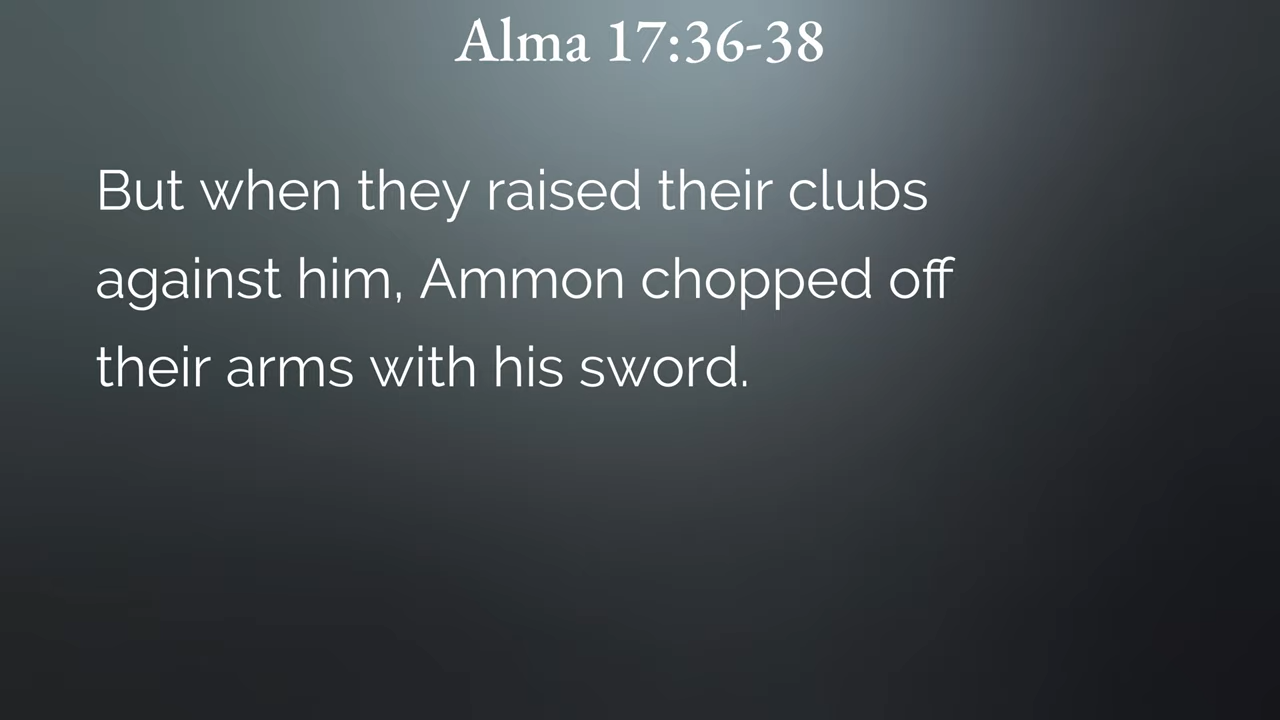 Alma 17:36-38
But when they raised their clubs
against him, Ammon chopped off
their arms with his sword.